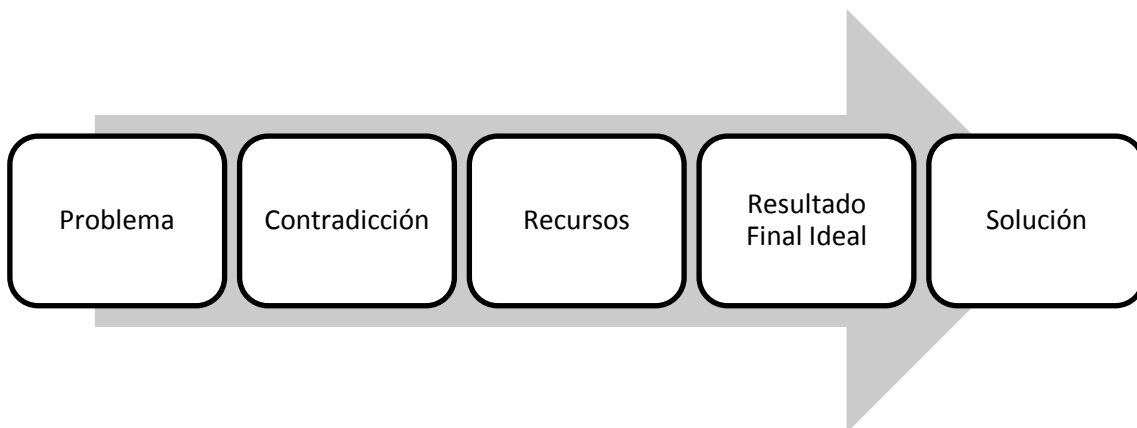 Problema
Contradicción
Recursos
Resultado
Final Ideal
Solución